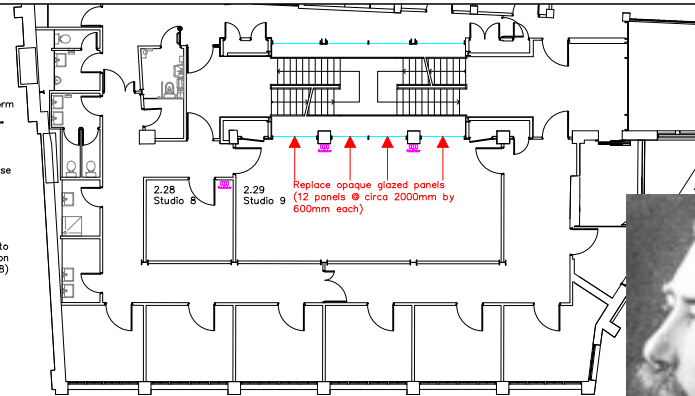 orm
se
to
on
8)
2.28
Studio 8
2.29
Studio 9
Replace opaque glazed panels
(12 panels @ circa 2000mm by
600mm each)